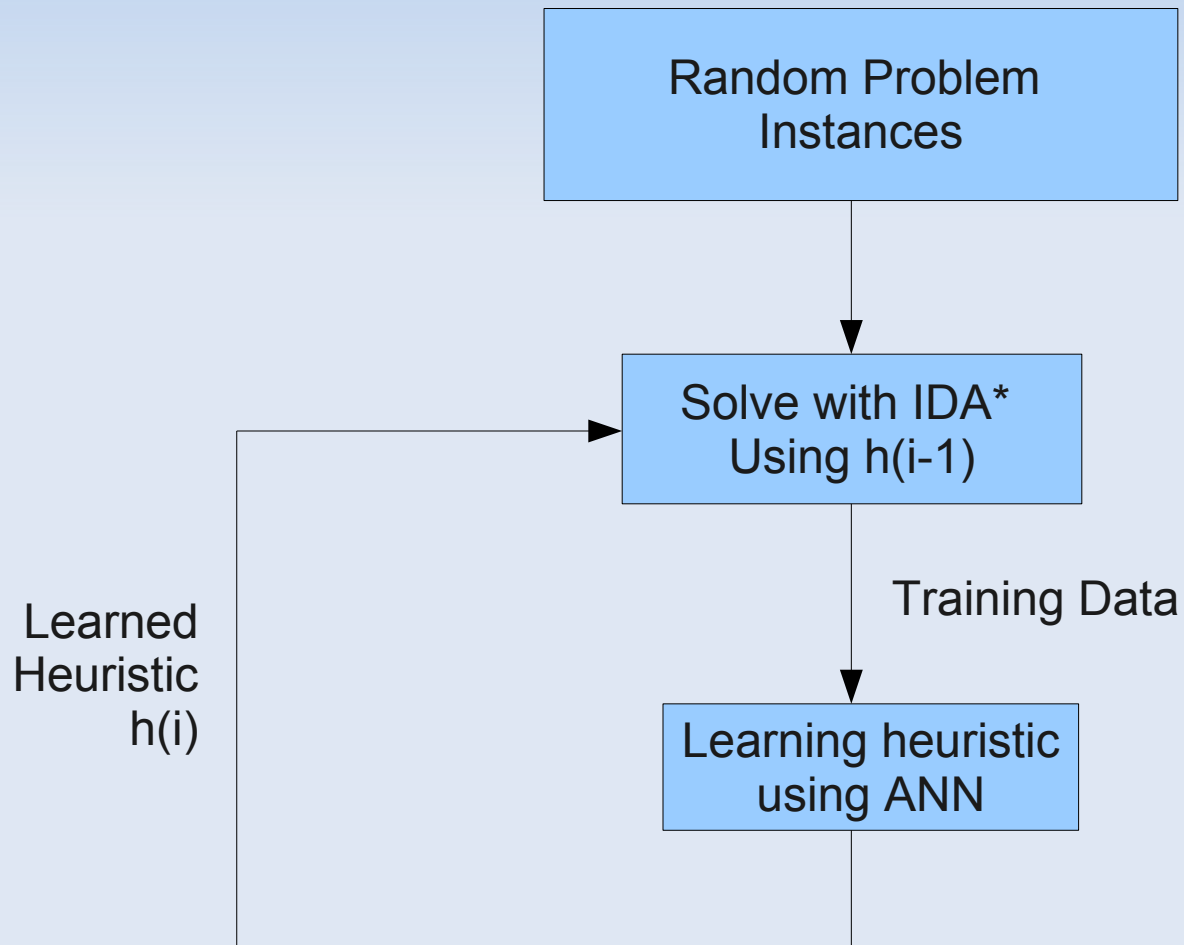 Random Problem
Instances
Solve with IDA*
Using h(i-1)
Training Data
Learned
Heuristic
h(i)
Learning heuristic
using ANN